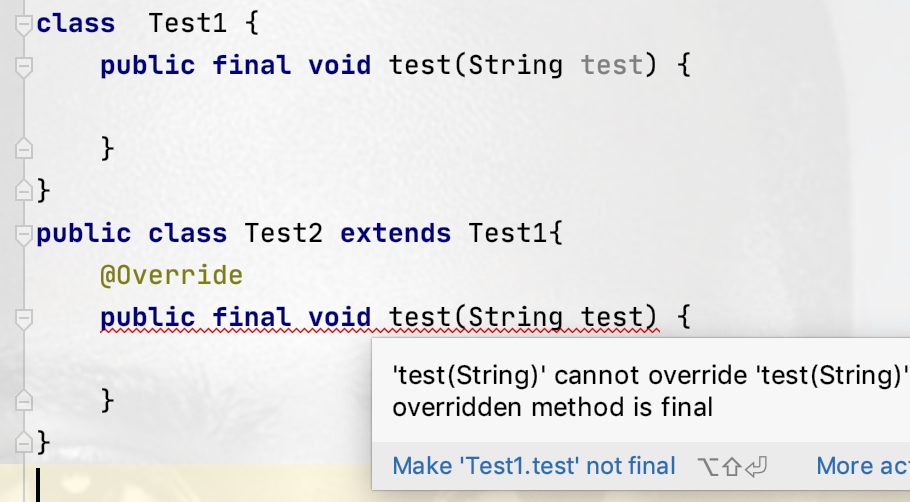 class  Test1 {
    public final void test(String test) {
    }
}
public class Test2 extends Test1{
    @Override
    public final void test(String test) {
'test(String)' cannot override 'test(String)'
overridden method is final
    }
}
Make 'Test1.test' not final ⌥⇧⏎ More ac